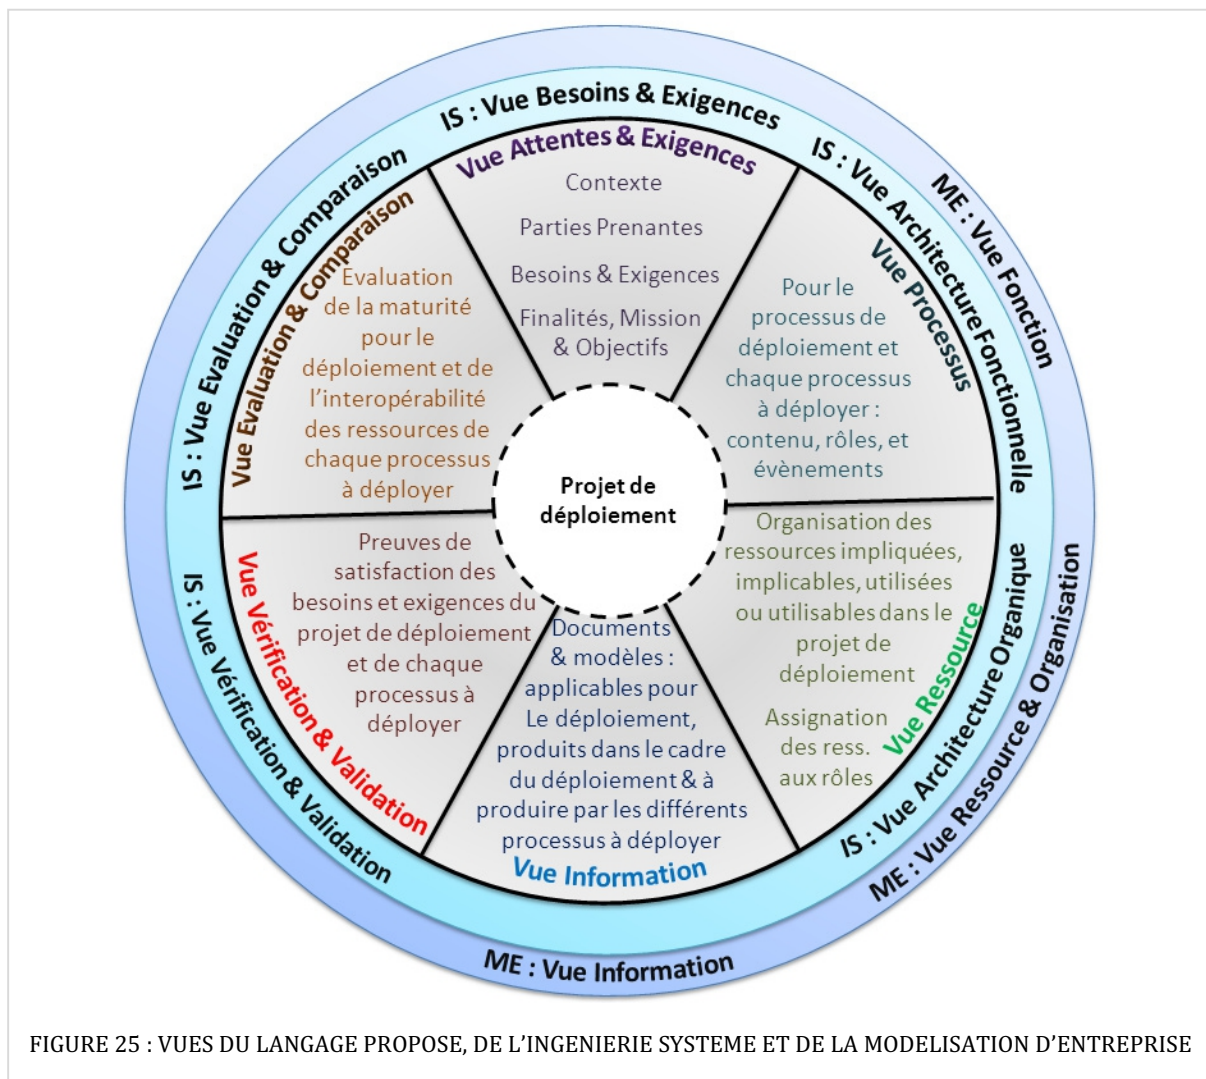 IS : Vue Besoins & Exigences
IS : Vue Architecture Fonctionnelle
ME : Vue Fonction
IS : Vue Architecture Organique
ME : Vue Ressource & Organisation
ME : Vue Information
IS : Vue Vérification & Validation
IS : Vue Evaluation & Comparaison
Vue Attentes & Exigences
Contexte
Parties Prenantes
Besoins & Exigences
Finalités, Mission
& Objectifs
Vue Processus
Pour le
processus de
déploiement et
chaque processus
à déployer :
contenu, rôles, et
évènements
Vue Ressource
Organisation des
ressources impliquées,
implicables, utilisées
ou utilisables dans le
projet de
déploiement
Assignation
des ress.
aux rôles
Documents
& modèles :
applicables pour
Le déploiement,
produits dans le cadre
du déploiement & à
produire par les différents
processus à déployer
Vue Information
Vue Vérification & Validation
Preuves de
satisfaction des
besoins et exigences du
projet de déploiement
et de chaque
processus à
déployer
Vue Evaluation & Comparaison
Evaluation
de la maturité
pour le
déploiement et de
l'interopérabilité
des ressources de
chaque processus
à déployer
Projet de
déploiement
FIGURE 25 : VUES DU LANGAGE PROPOSE, DE L'INGENIERIE SYSTEME ET DE LA MODELISATION D'ENTREPRISE